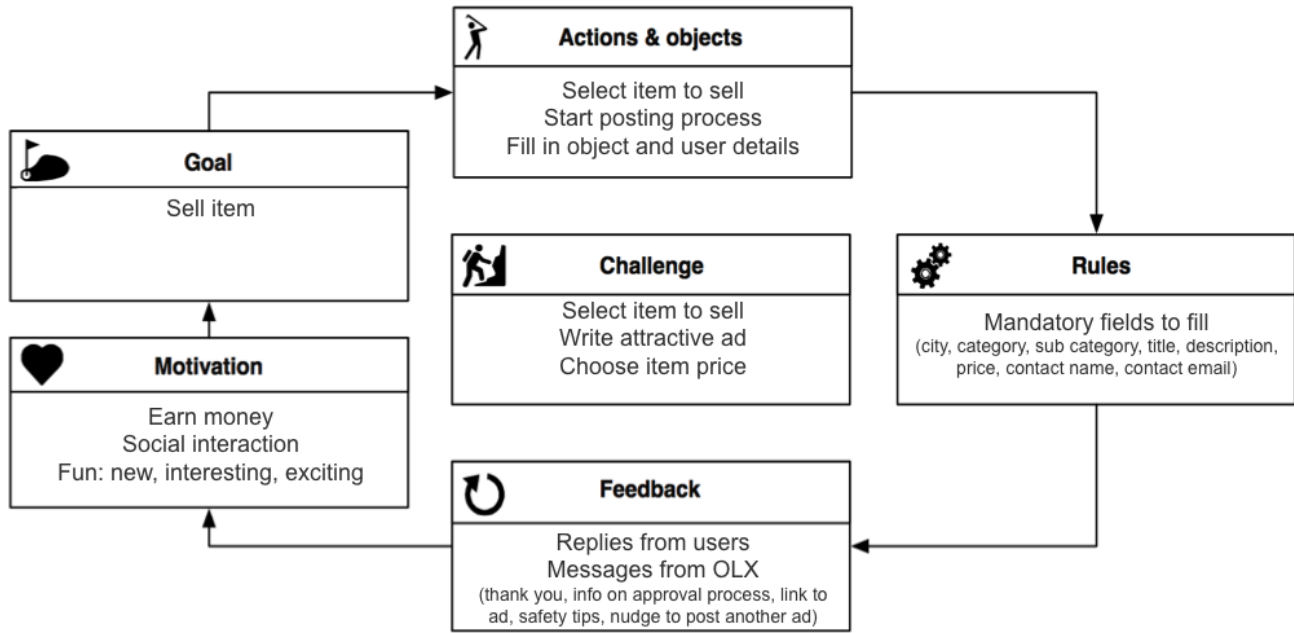 Actions & objects
Select item to sell
Start posting process
Fill in object and user details
Goal
Sell item
Challenge
Select item to sell
Write attractive ad
Choose item price
Rules
Mandatory fields to fill
(city, category, sub category, title, description,
price, contact name, contact email)
Motivation
Earn money
Social interaction
Fun: new, interesting, exciting
Feedback
Replies from users
Messages from OLX
(thank you, info on approval process, link to
ad, safety tips, nudge to post another ad)